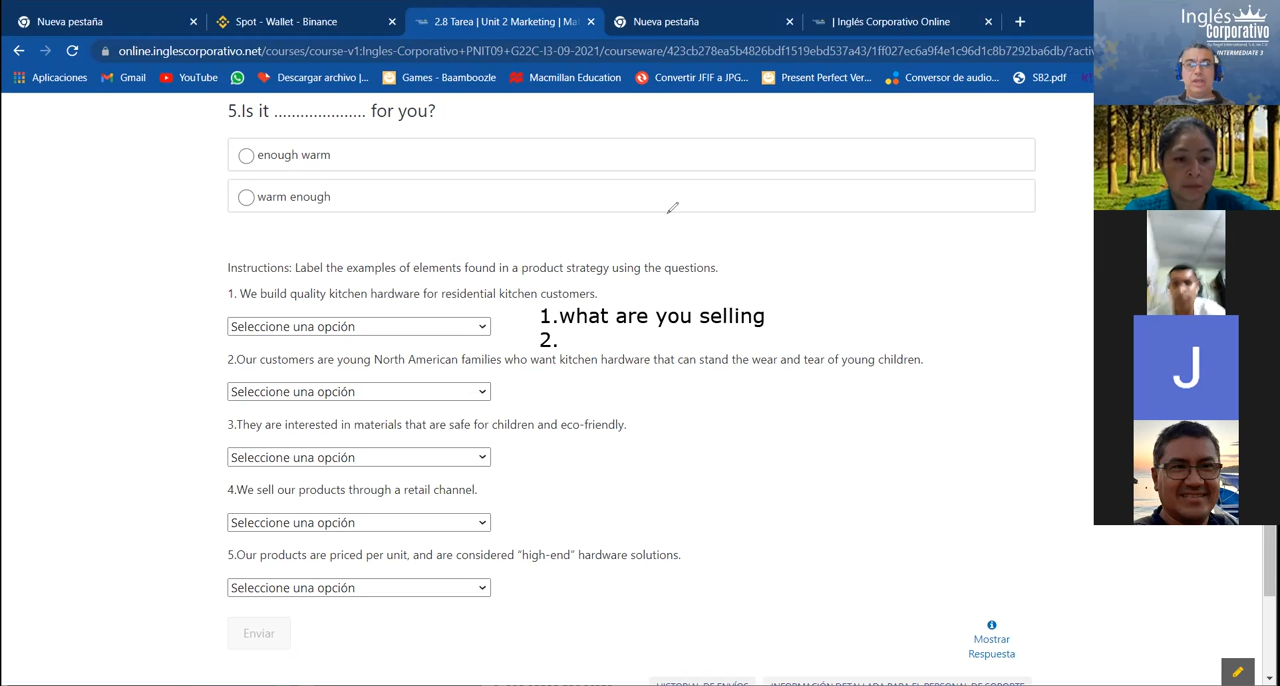 Nueva pestaña
Spot - Wallet - Binance
2.8 Tarea | Unit 2 Marketing | Ma
Nueva pestaña
| Inglés Corporativo Online
online.inglescorporativo.net/courses/course-v1:Ingles-Corporativo+PNIT09+G22C-I3-09-2021/courseware/423cb278ea5b4826bdf1519ebd537a43/1ff027ec6a9f4e1c96d1c8b7292ba6db/?acti
Aplicaciones
Gmail
YouTube
Descargar archivo |...
Games - Baamboozle
Macmillan Education
Convertir JFIF a JPG...
Present Perfect Ver...
Conversor de audio...
SB2.pdf
Inglés
Corporativo
INTERMEDIATE 3
5.Is it ..................... for you?
enough warm
warm enough
Instructions: Label the examples of elements found in a product strategy using the questions.
1. We build quality kitchen hardware for residential kitchen customers.
Seleccione una opción
1.what are you selling
2.
2.Our customers are young North American families who want kitchen hardware that can stand the wear and tear of young children.
Seleccione una opción
3.They are interested in materials that are safe for children and eco-friendly.
Seleccione una opción
4.We sell our products through a retail channel.
Seleccione una opción
5.Our products are priced per unit, and are considered “high-end” hardware solutions.
Seleccione una opción
Enviar
Mostrar
Respuesta
J